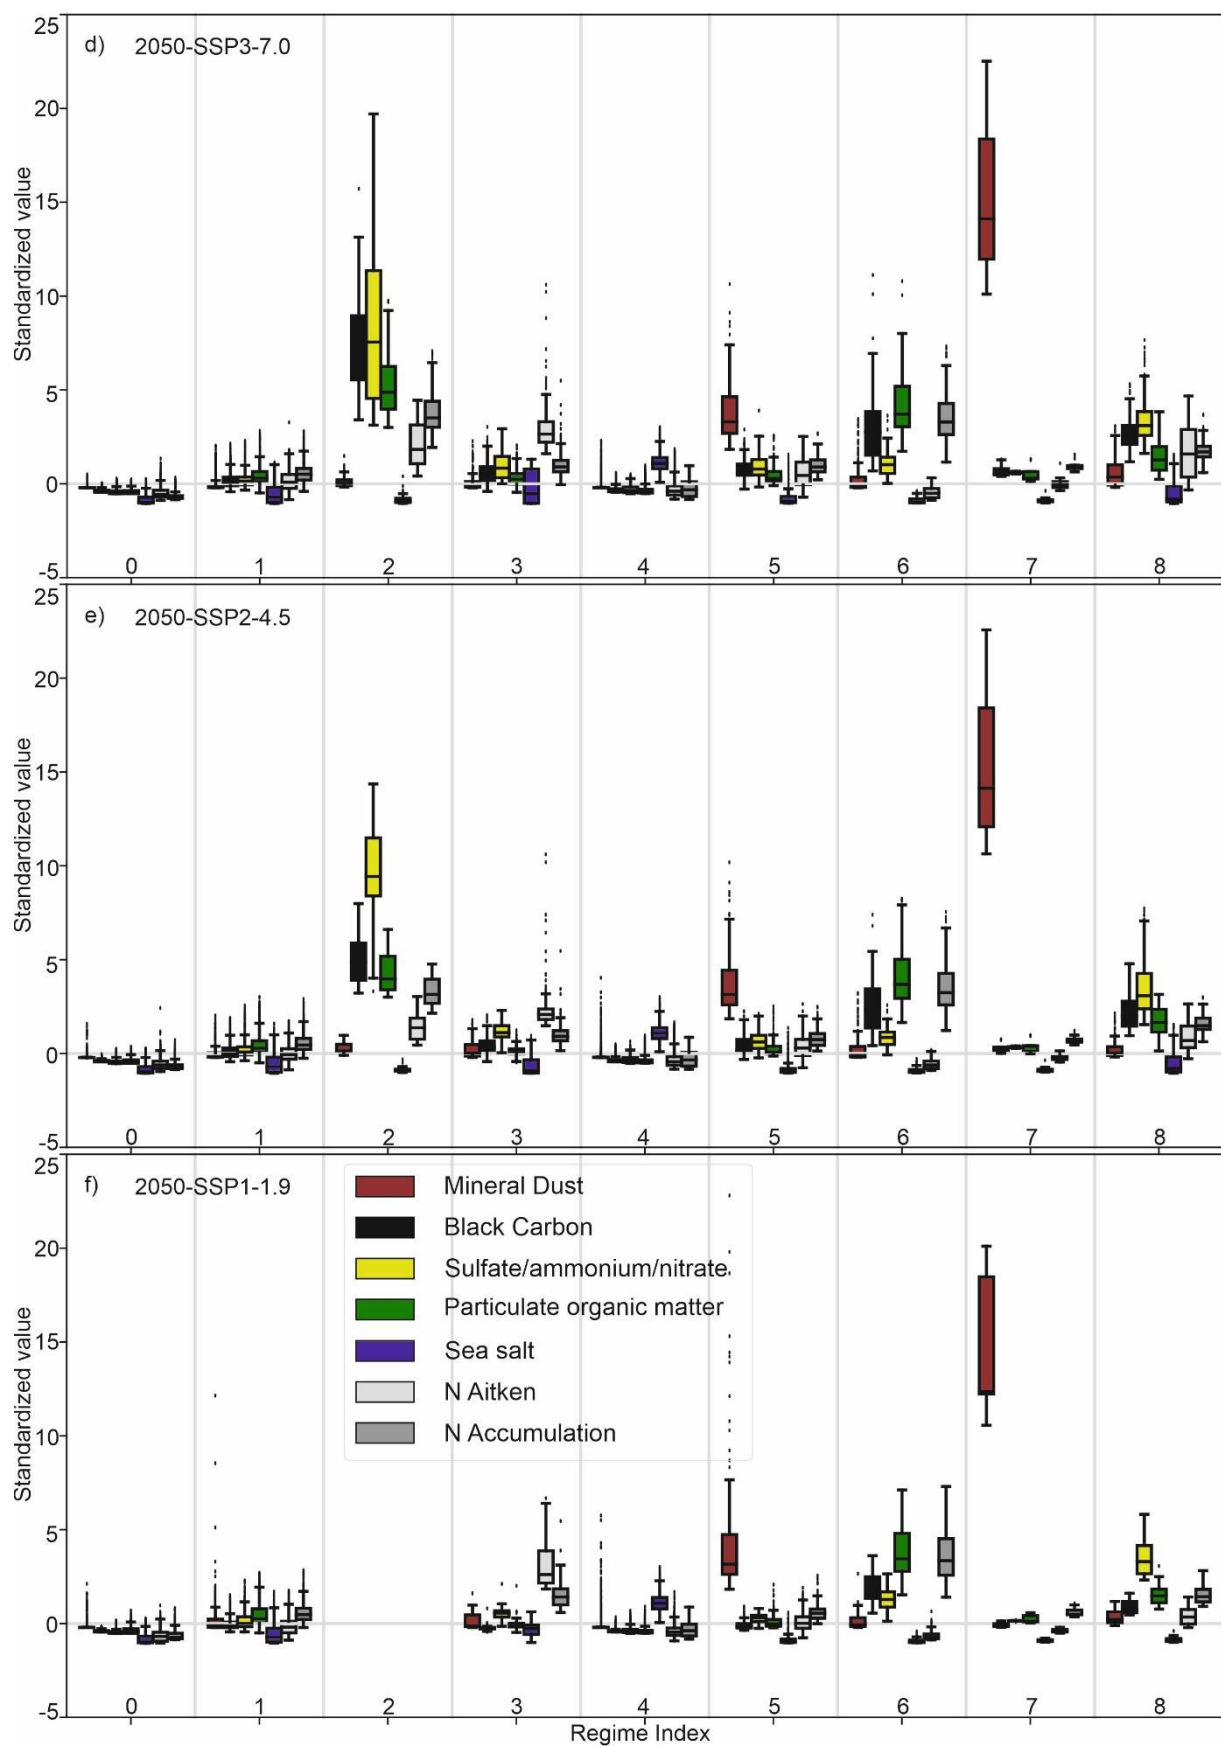 25
d) 2050-SSP3-7.0
20
15
Standardized value
10
5
0
-5
0 1 2 3 4 5 6 7 8
25
e) 2050-SSP2-4.5
20
15
Standardized value
10
5
0
-5
0 1 2 3 4 5 6 7 8
25
f) 2050-SSP1-1.9
Mineral Dust
Black Carbon
20
Sulfate/ammonium/nitrate
Particulate organic matter
15
Sea salt
Standardized value
N Aitken
10
N Accumulation
5
0
-5
0 1 2 3 4 5 6 7 8
Regime Index